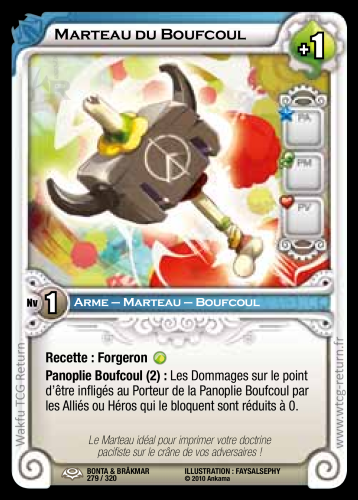 Marteau du Boufcoul
+1
PA
PM
PV
Nv 1
Arme – Marteau – Boufcoul
Recette : Forgeron
Panoplie Boufcoul (2) : Les Dommages sur le point
d'être infligés au Porteur de la Panoplie Boufcoul par
les Alliés ou Héros qui le bloquent sont réduits à 0.
Le Marteau idéal pour imprimer votre doctrine
pacifiste sur le crâne de vos adversaires !
BONTA & BRÂKMAR
279 / 320
ILLUSTRATION : FAYSALSEPHY
© 2010 Ankama
Wakfu TCG Return
www.wtcg-return.fr